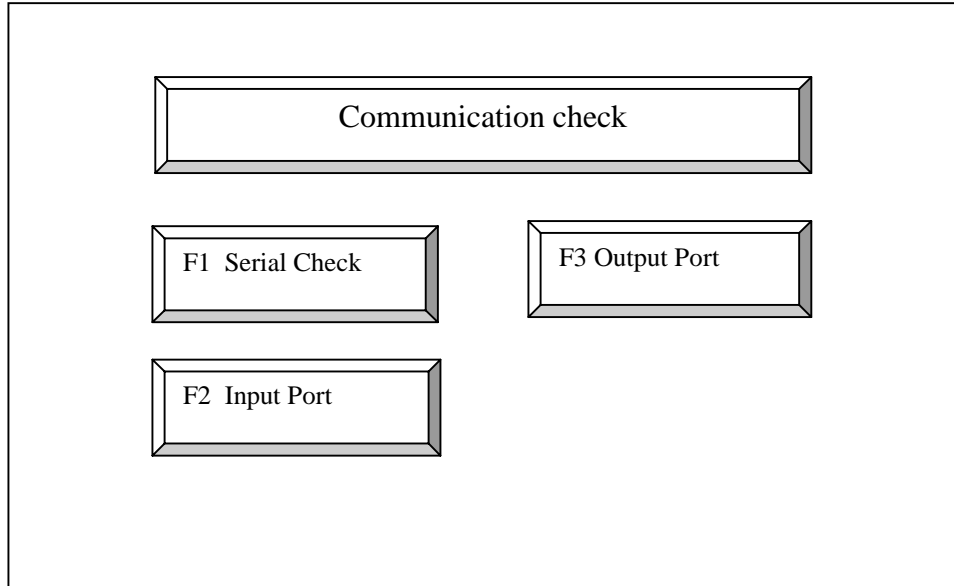 Communication check
F1 Serial Check
F3 Output Port
F2 Input Port